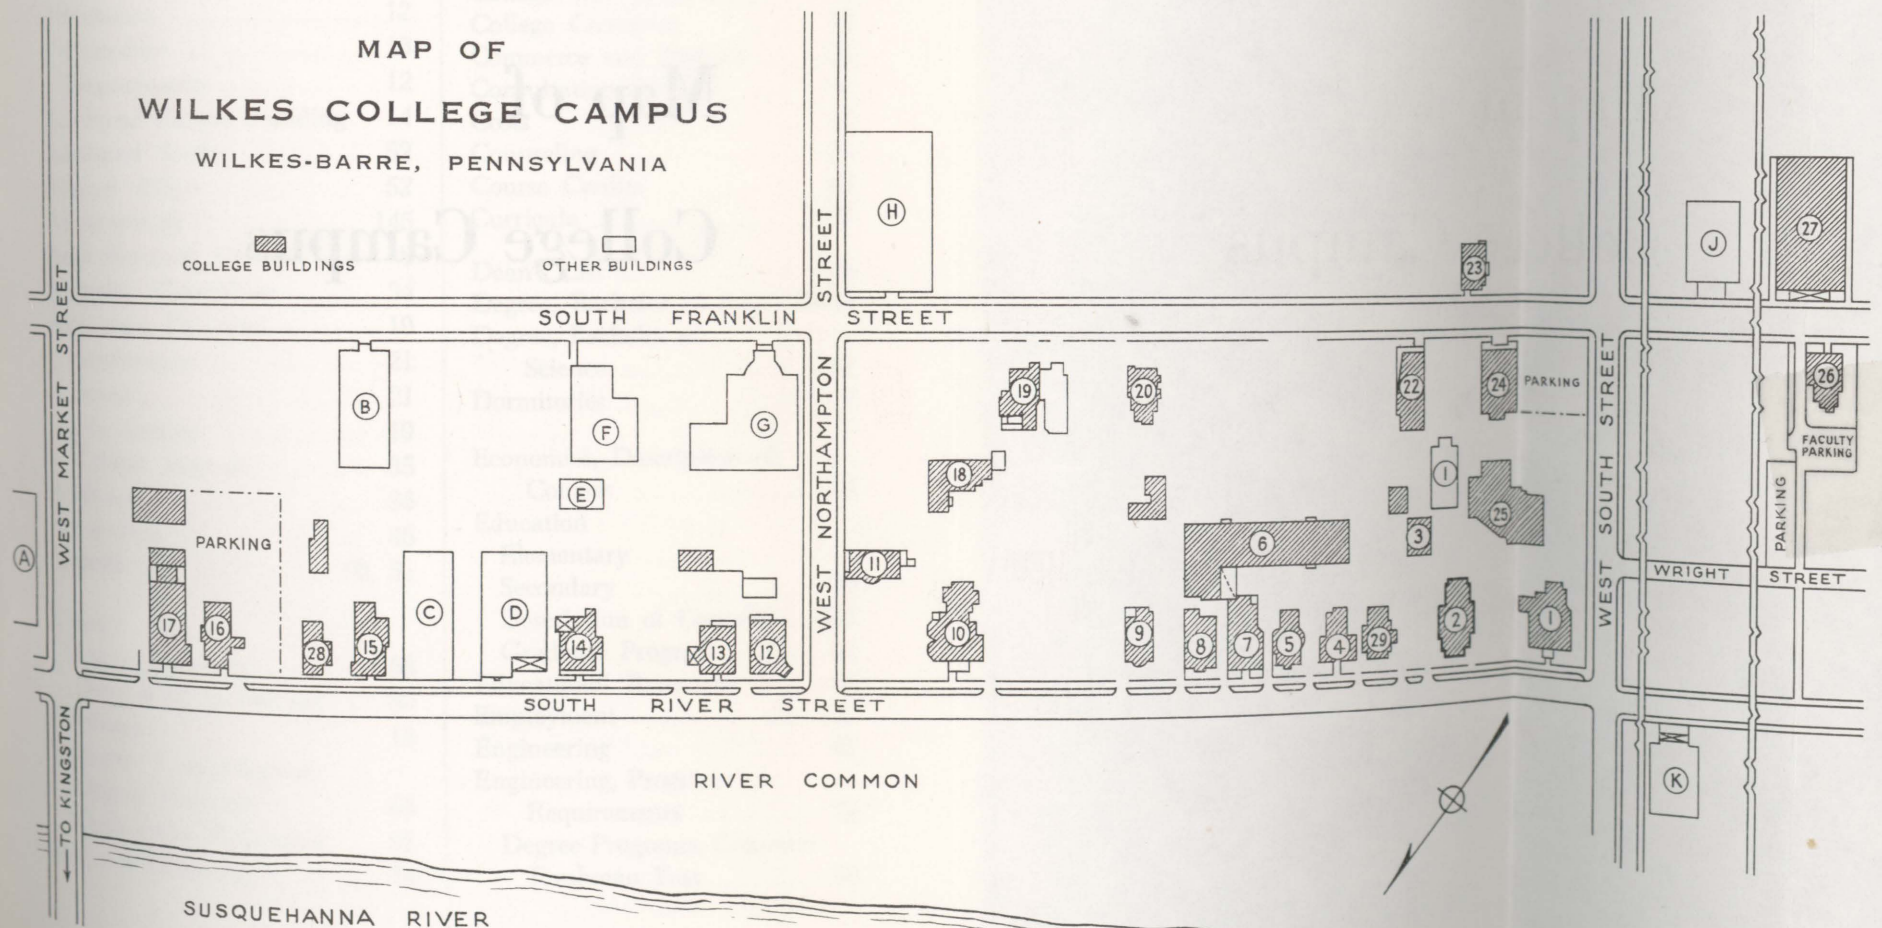 MAP OF
WILKES COLLEGE CAMPUS
WILKES-BARRE, PENNSYLVANIA
COLLEGE BUILDINGS
OTHER BUILDINGS
WEST MARKET STREET
SOUTH FRANKLIN STREET
WEST NORTHAMPTON STREET
WEST SOUTH STREET
H
J
27
23
B
F
G
19
20
22
24
PARKING
26
FACULTY PARKING
PARKING
A
E
18
I
25
3
PARKING
6
11
WRIGHT STREET
17
16
28
15
C
D
14
13
12
10
9
8
7
5
4
29
2
1
SOUTH RIVER STREET
RIVER COMMON
K
← TO KINGSTON
SUSQUEHANNA RIVER